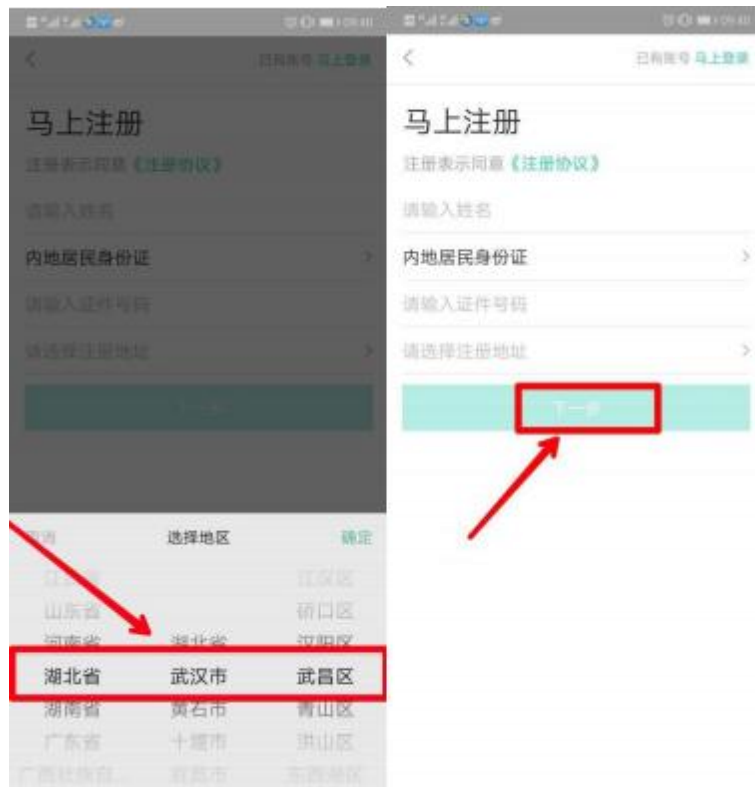 已有账号 马上登录
马上注册
注册表示同意《注册协议》
请输入姓名
内地居民身份证
请输入证件号码
请选择注册地址
下一步
选择地区 确定
江汉区
山东省 硚口区
河南省 湖北省 汉阳区
湖北省 武汉市 武昌区
湖南省 黄石市 青山区
广东省 十堰市 洪山区
已有账号 马上登录
马上注册
注册表示同意《注册协议》
请输入姓名
内地居民身份证
请输入证件号码
请选择注册地址
下一步